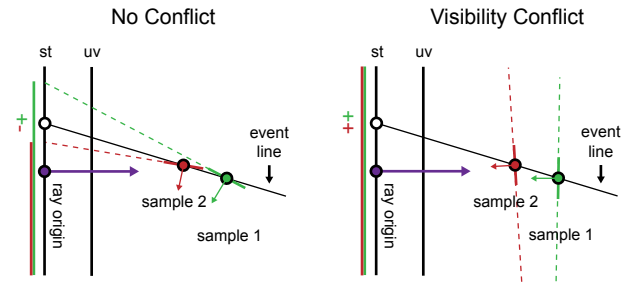 No Conflict
st
uv
+
-
event
line
ray origin
sample 2
sample 1
Visibility Conflict
st
uv
+
+
event
line
ray origin
sample 2
sample 1